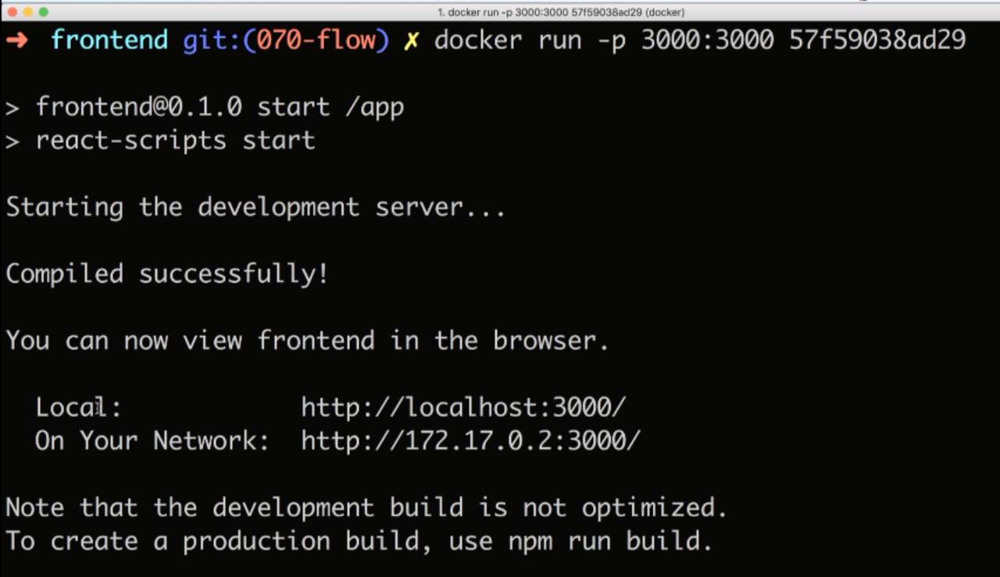 1. docker run -p 3000:3000 57f59038ad29 (docker)
➜ frontend git:(070-flow) ✗ docker run -p 3000:3000 57f59038ad29
> frontend@0.1.0 start /app
> react-scripts start
Starting the development server...
Compiled successfully!
You can now view frontend in the browser.
Local: http://localhost:3000/
On Your Network: http://172.17.0.2:3000/
Note that the development build is not optimized.
To create a production build, use npm run build.